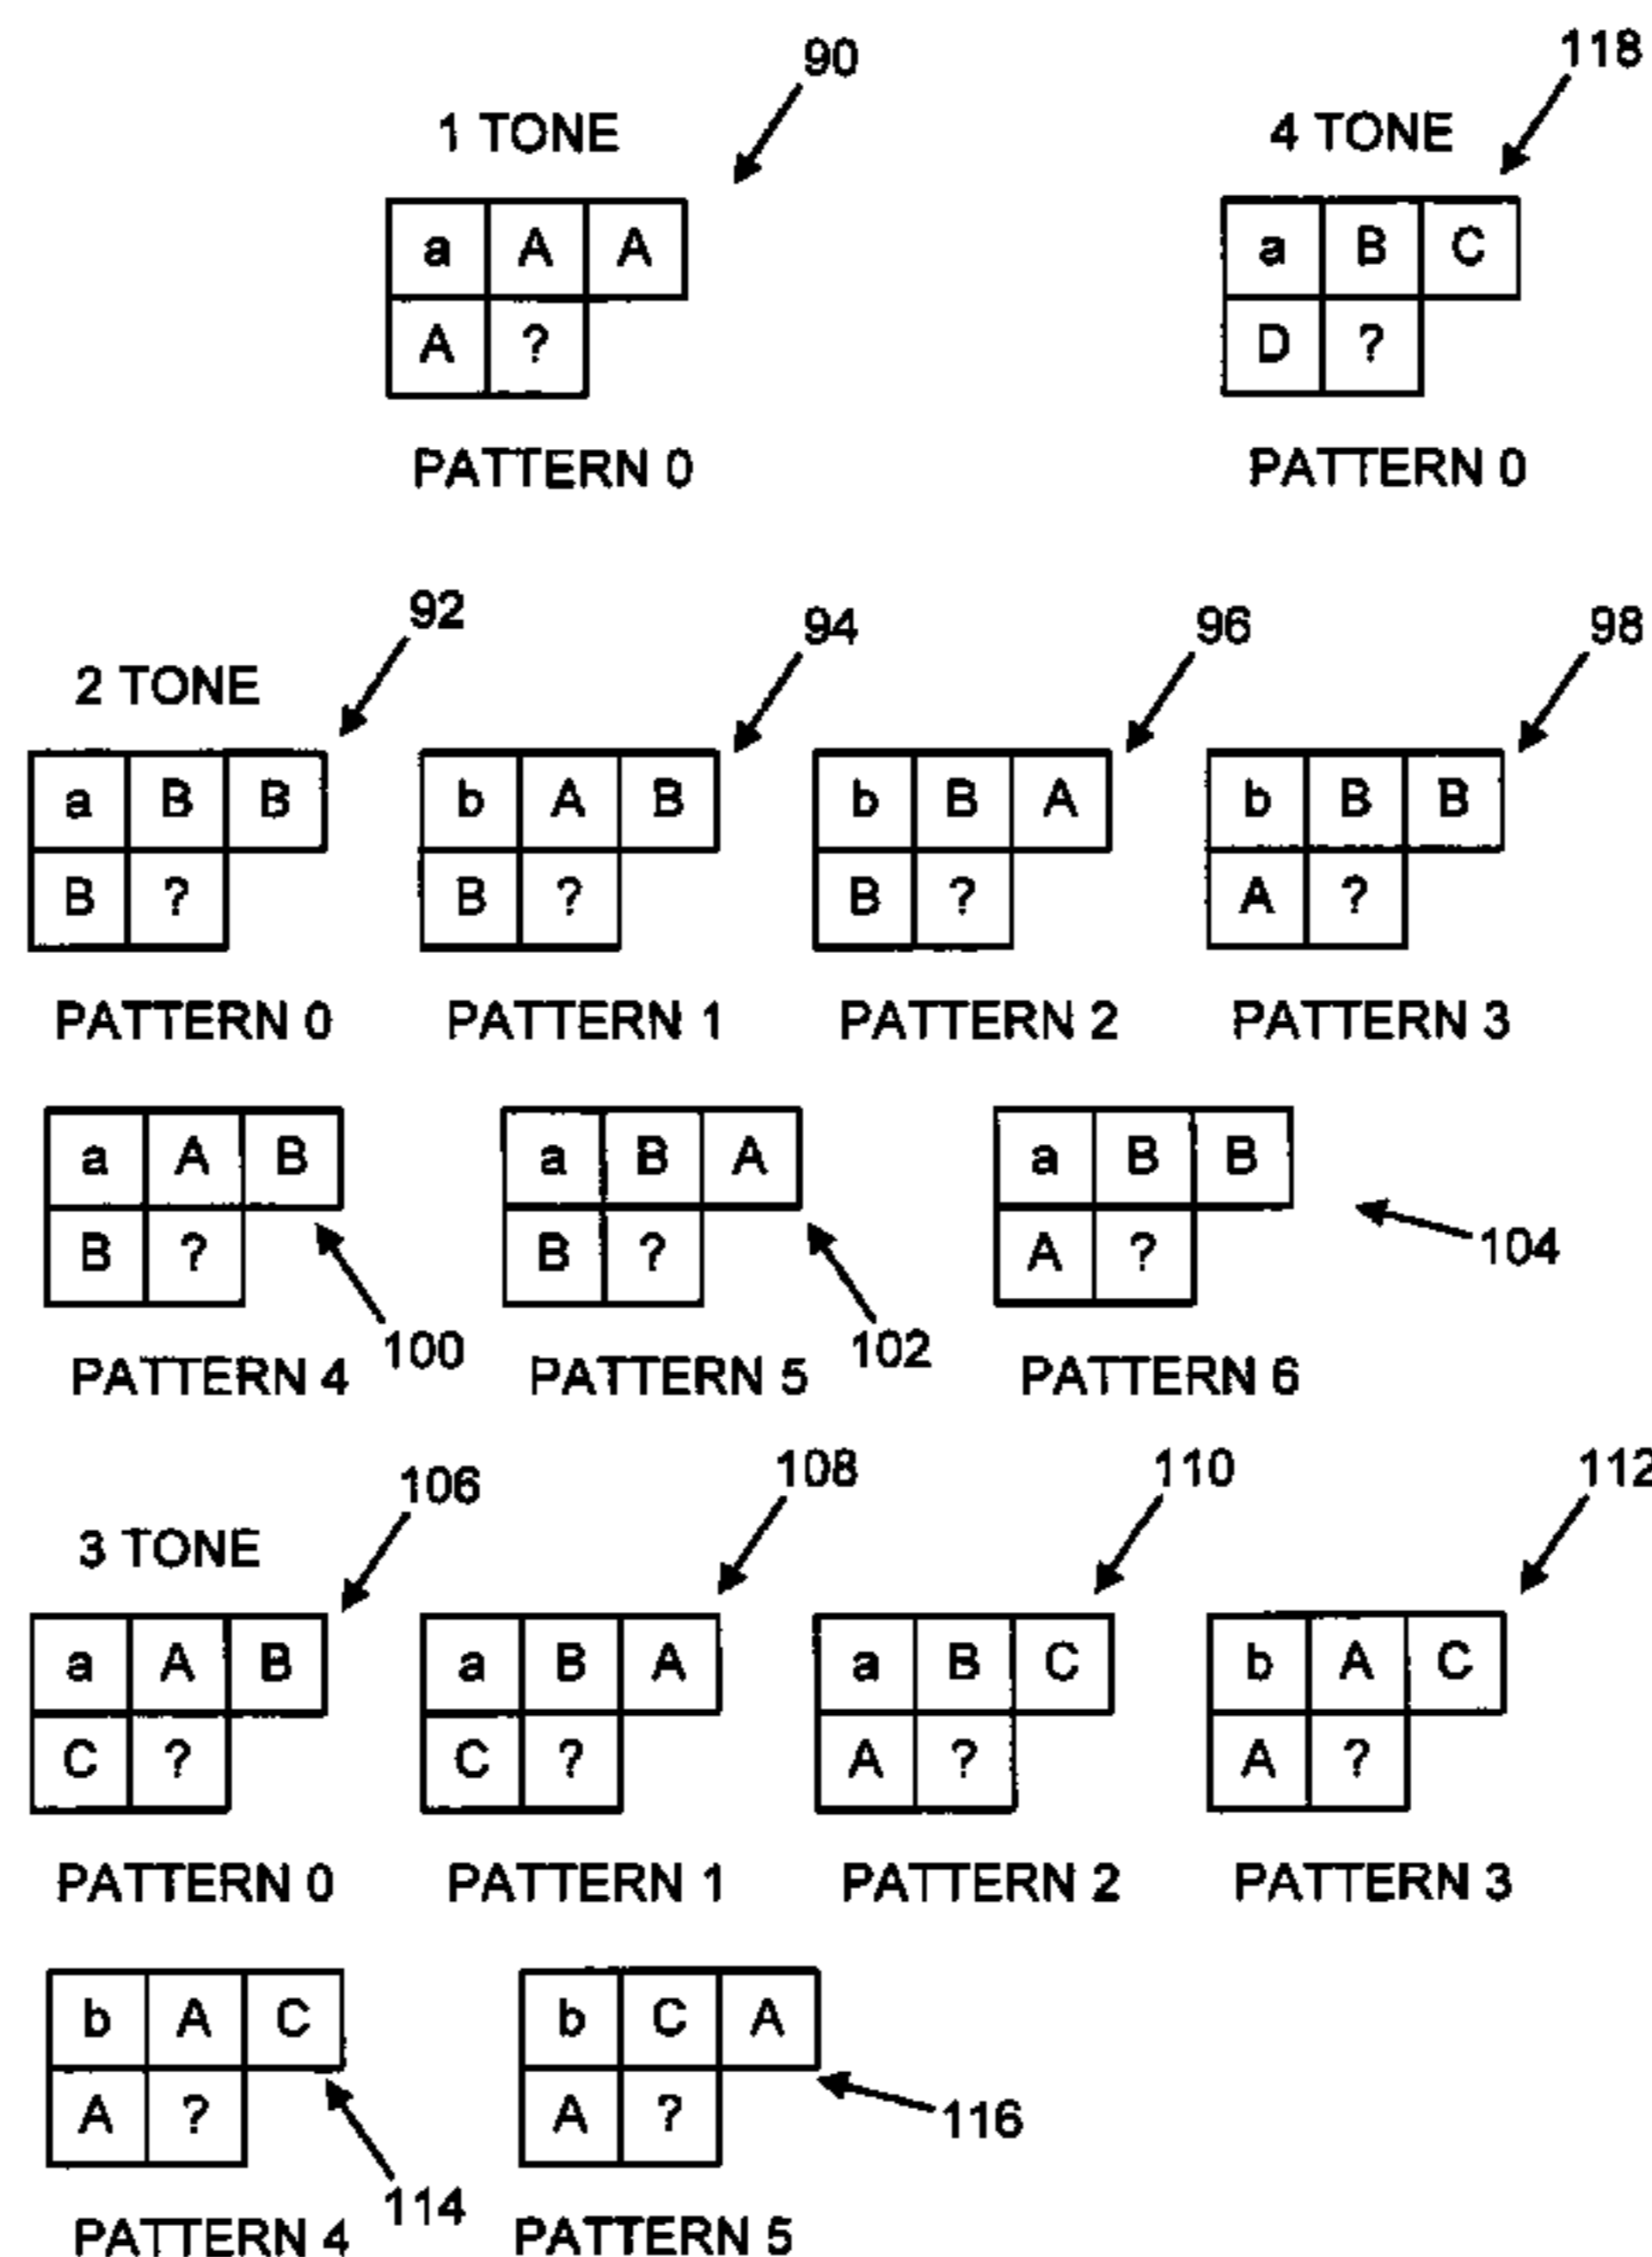 90
118
1 TONE
4 TONE
a A A
a B C
A ?
D ?
PATTERN 0
PATTERN 0
92
94
96
98
2 TONE
a B B
b A B
b B A
b B B
B ?
B ?
B ?
A ?
PATTERN 0
PATTERN 1
PATTERN 2
PATTERN 3
a A B
a B A
a B B
B ?
B ?
A ?
104
100
102
PATTERN 4
PATTERN 5
PATTERN 6
106
108
110
112
3 TONE
a A B
a B A
a B C
b A C
C ?
C ?
A ?
A ?
PATTERN 0
PATTERN 1
PATTERN 2
PATTERN 3
b A C
b C A
A ?
A ?
116
114
PATTERN 4
PATTERN 5